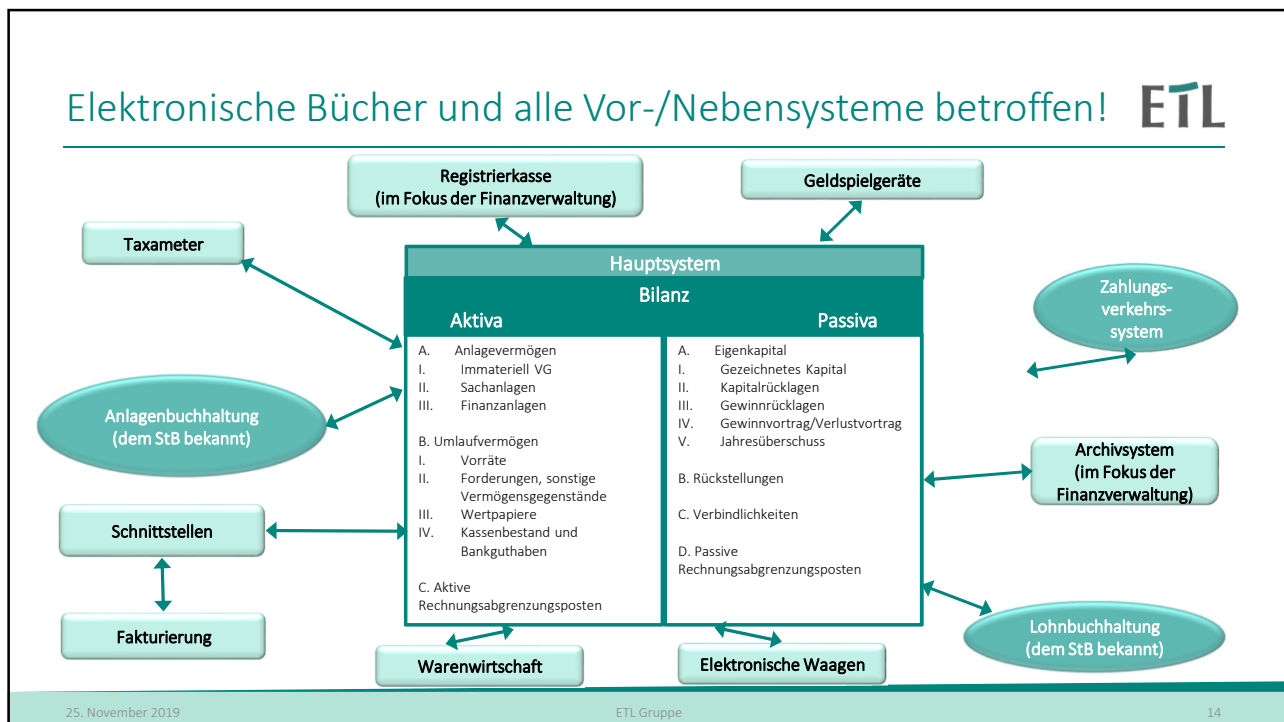 Elektronische Bücher und alle Vor-/Nebensysteme betroffen!
ETL
Registrierkasse
(im Fokus der Finanzverwaltung)
Geldspielgeräte
Taxameter
Hauptsystem
Bilanz
Aktiva
Passiva
Zahlungs-
verkehrs-
system
A. Anlagevermögen
I. Immateriell VG
II. Sachanlagen
III. Finanzanlagen
B. Umlaufvermögen
I. Vorräte
II. Forderungen, sonstige
Vermögensgegenstände
III. Wertpapiere
IV. Kassenbestand und
Bankguthaben
C. Aktive
Rechnungsabgrenzungsposten
A. Eigenkapital
I. Gezeichnetes Kapital
II. Kapitalrücklagen
III. Gewinnrücklagen
IV. Gewinnvortrag/Verlustvortrag
V. Jahresüberschuss
B. Rückstellungen
C. Verbindlichkeiten
D. Passive
Rechnungsabgrenzungsposten
Anlagenbuchhaltung
(dem StB bekannt)
Archivsystem
(im Fokus der
Finanzverwaltung)
Schnittstellen
Fakturierung
Warenwirtschaft
Elektronische Waagen
Lohnbuchhaltung
(dem StB bekannt)
25. November 2019
ETL Gruppe
14